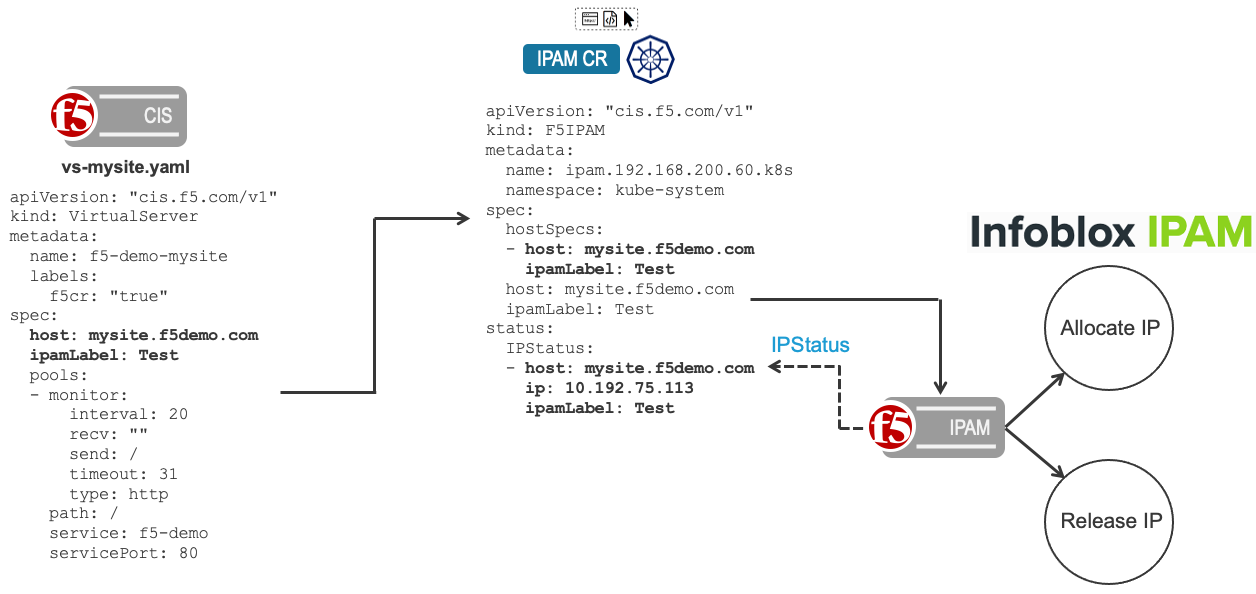 IPAM CR
f5
CIS
vs-mysite.yaml
apiVersion: "cis.f5.com/v1"
kind: VirtualServer
metadata:
  name: f5-demo-mysite
  labels:
    f5cr: "true"
spec:
  host: mysite.f5demo.com
  ipamLabel: Test
  pools:
  - monitor:
      interval: 20
      recv: ""
      send: /
      timeout: 31
      type: http
    path: /
    service: f5-demo
    servicePort: 80
apiVersion: "cis.f5.com/v1"
kind: F5IPAM
metadata:
  name: ipam.192.168.200.60.k8s
  namespace: kube-system
spec:
  hostSpecs:
  - host: mysite.f5demo.com
    ipamLabel: Test
  host: mysite.f5demo.com
  ipamLabel: Test
status:
  IPStatus:
  - host: mysite.f5demo.com
    ip: 10.192.75.113
    ipamLabel: Test
IPStatus
f5
IPAM
Infoblox IPAM
Allocate IP
Release IP